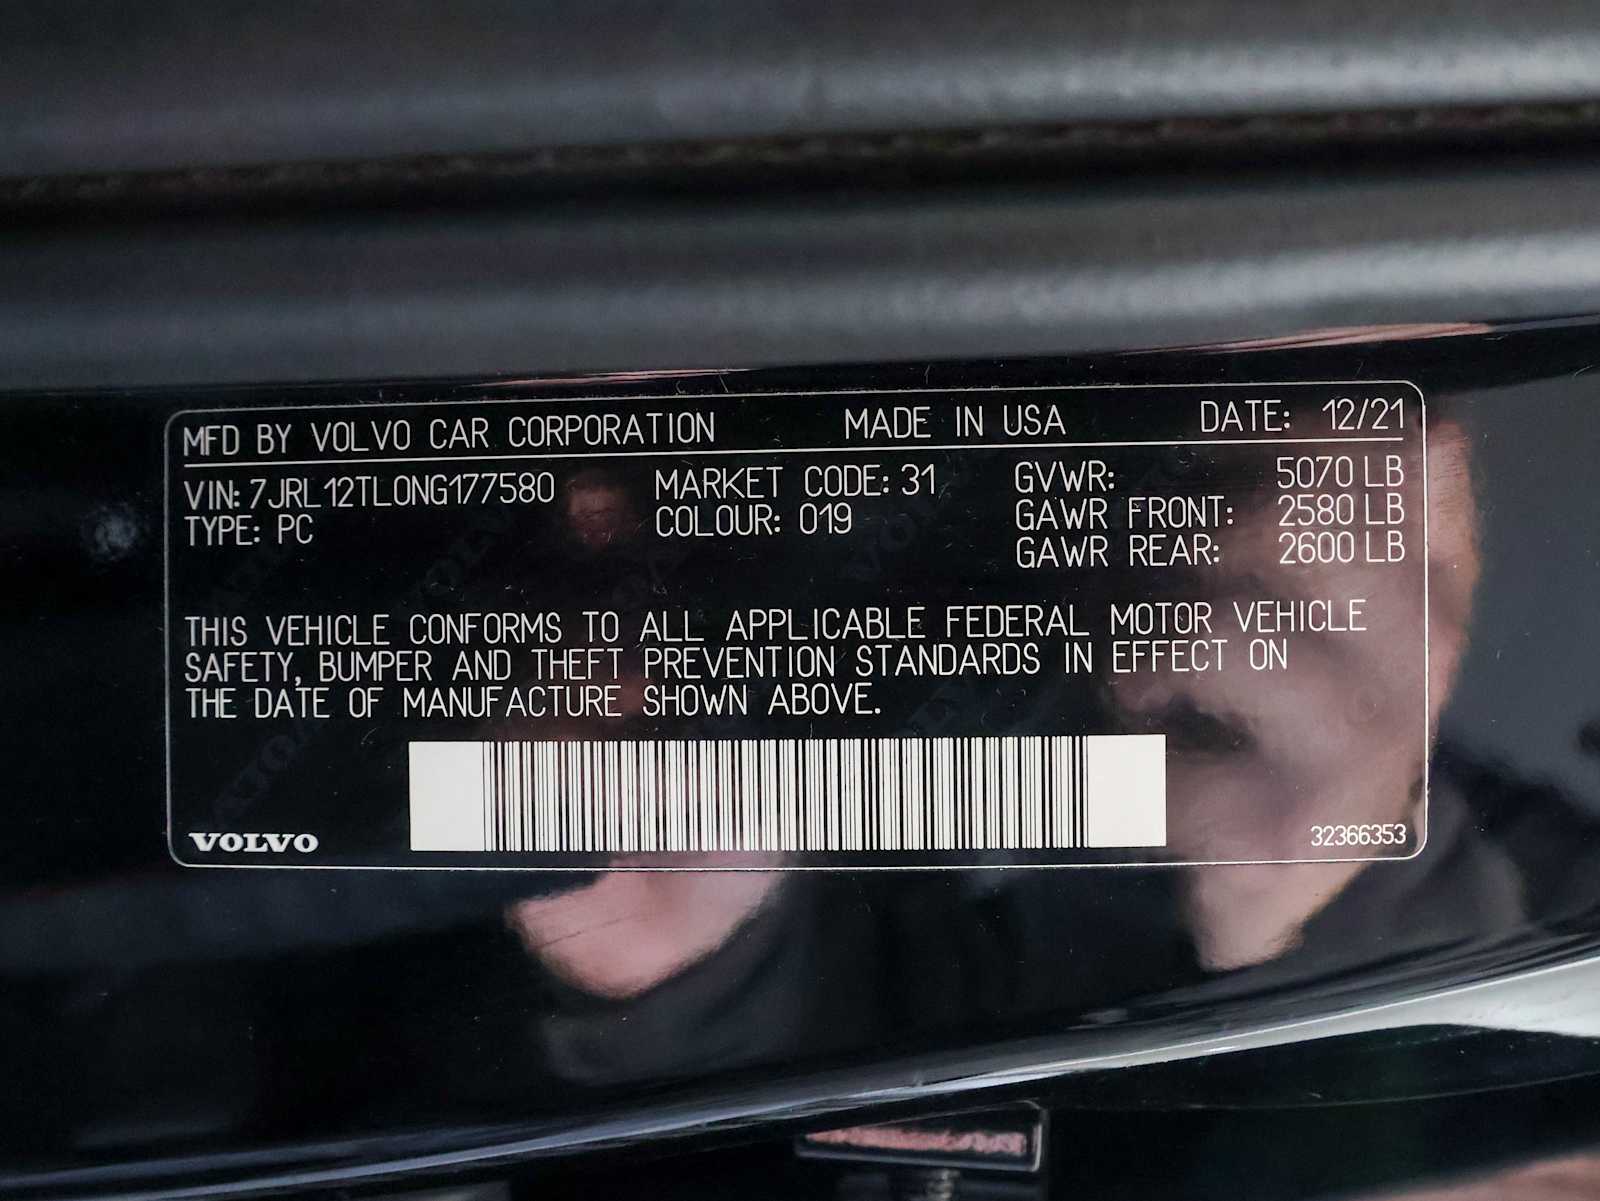 MFD BY VOLVO CAR CORPORATION MADE IN USA DATE: 12/21
VIN: 7JRL12TL0NG177580 MARKET CODE: 31 GVWR: 5070 LB
TYPE: PC COLOUR: 019 GAWR FRONT: 2580 LB
GAWR REAR: 2600 LB
THIS VEHICLE CONFORMS TO ALL APPLICABLE FEDERAL MOTOR VEHICLE
SAFETY, BUMPER AND THEFT PREVENTION STANDARDS IN EFFECT ON
THE DATE OF MANUFACTURE SHOWN ABOVE.
VOLVO 32366353